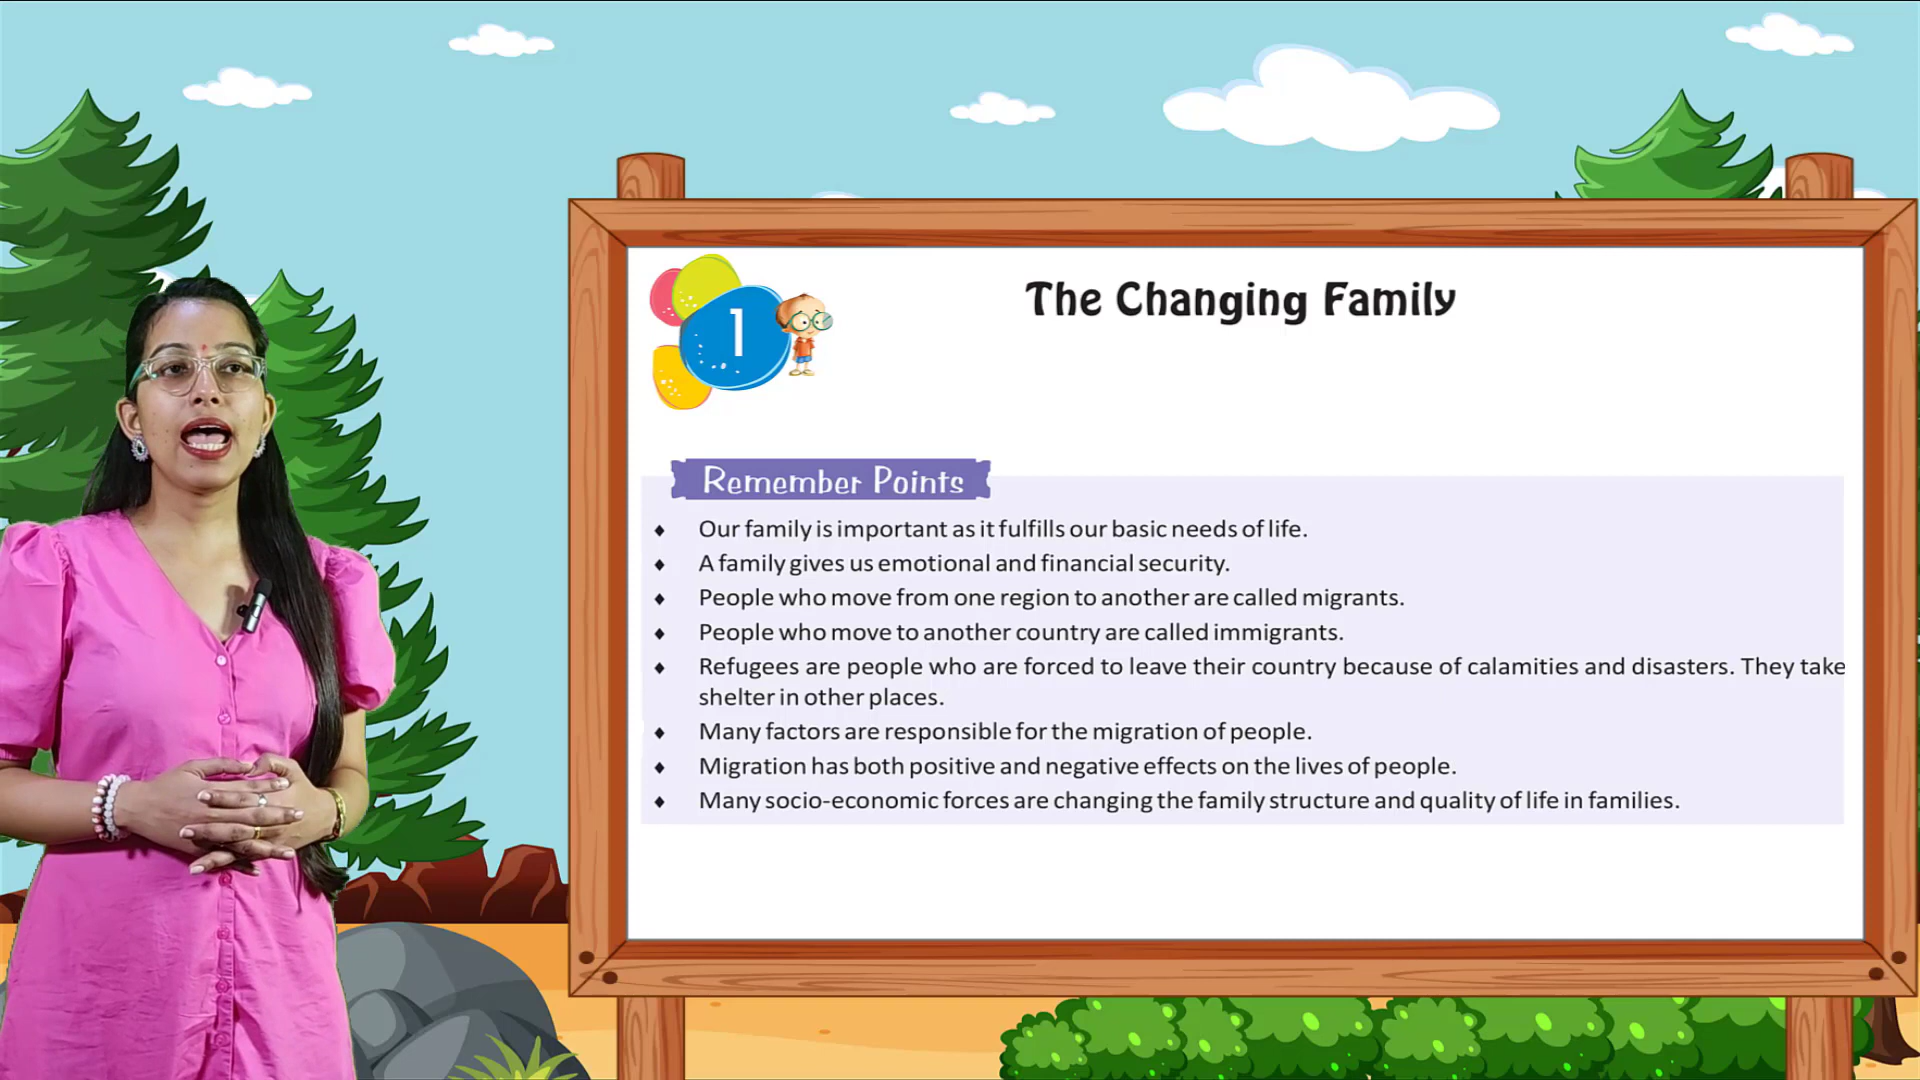 1
The Changing Family
Remember Points
♦ Our family is important as it fulfills our basic needs of life.
♦ A family gives us emotional and financial security.
♦ People who move from one region to another are called migrants.
♦ People who move to another country are called immigrants.
♦ Refugees are people who are forced to leave their country because of calamities and disasters. They take
shelter in other places.
♦ Many factors are responsible for the migration of people.
♦ Migration has both positive and negative effects on the lives of people.
♦ Many socio-economic forces are changing the family structure and quality of life in families.